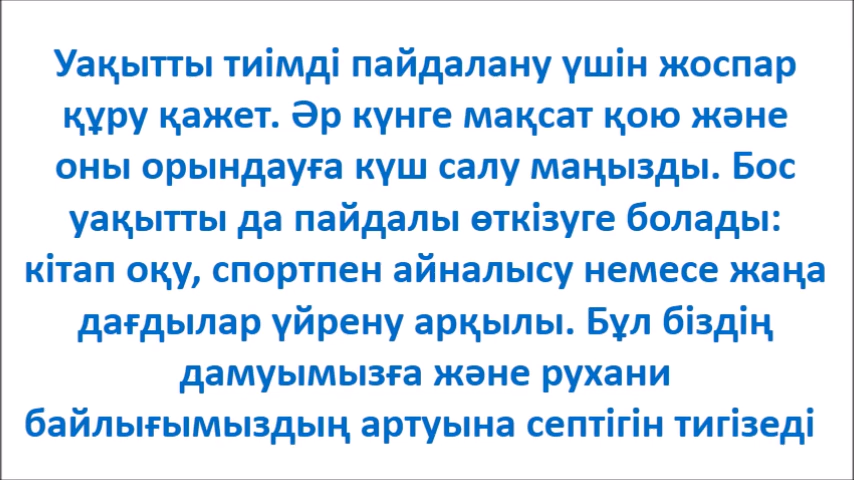 Уақытты тиімді пайдалану үшін жоспар
құру қажет. Әр күнге мақсат қою және
оны орындауға күш салу маңызды. Бос
уақытты да пайдалы өткізуге болады:
кітап оқу, спортпен айналысу немесе жаңа
дағдылар үйрену арқылы. Бұл біздің
дамуымызға және рухани
байлығымыздың артуына септігін тигізеді